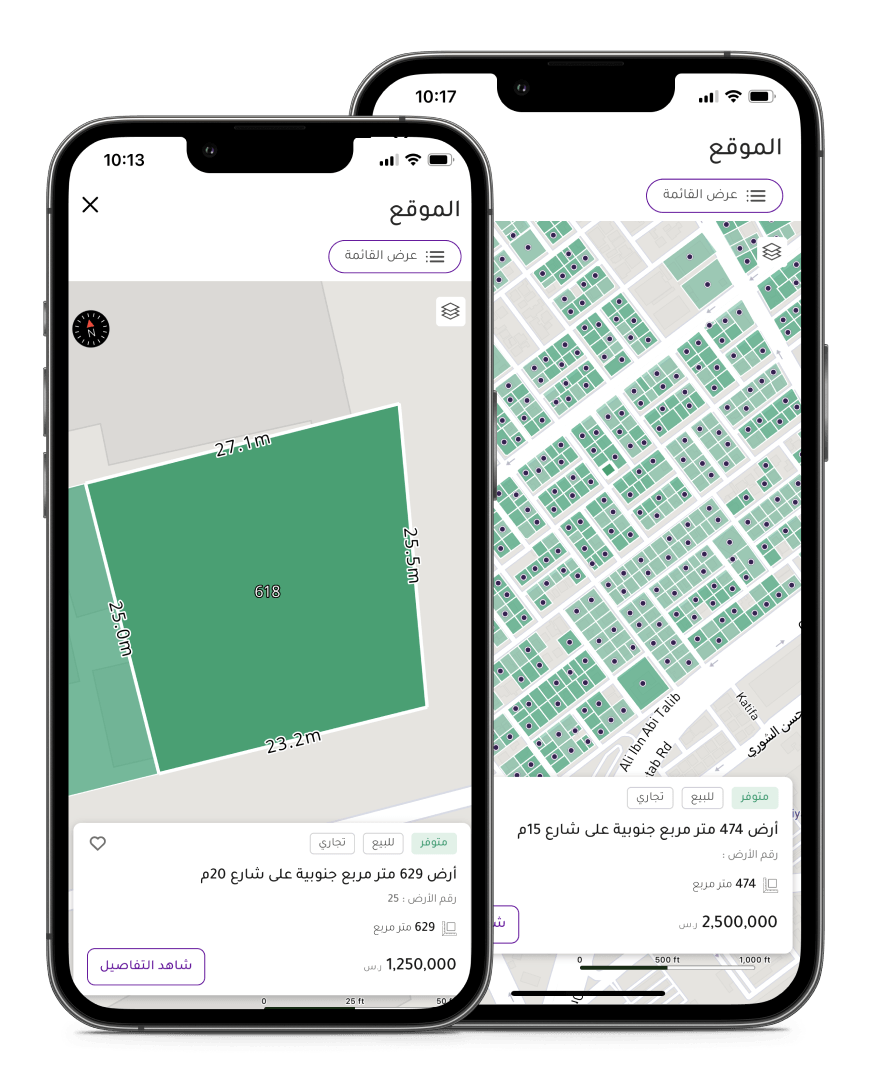 10:13
الموقع
عرض القائمة
N
27.1m
25.5m
618
25.0m
23.2m
متوفر
للبيع
تجاري
أرض 629 متر مربع جنوبية على شارع 20م
رقم الأرض : 25
629 متر مربع
1,250,000 ر.س
شاهد التفاصيل
0
25 ft
50
10:17
الموقع
عرض القائمة
Ali Ibn Abi Talib
tab Rd
Katifa
حسن الشوري
متوفر
للبيع
تجاري
أرض 474 متر مربع جنوبية على شارع 15م
رقم الأرض :
474 متر مربع
2,500,000 ر.س
0
500 ft
1,000 ft